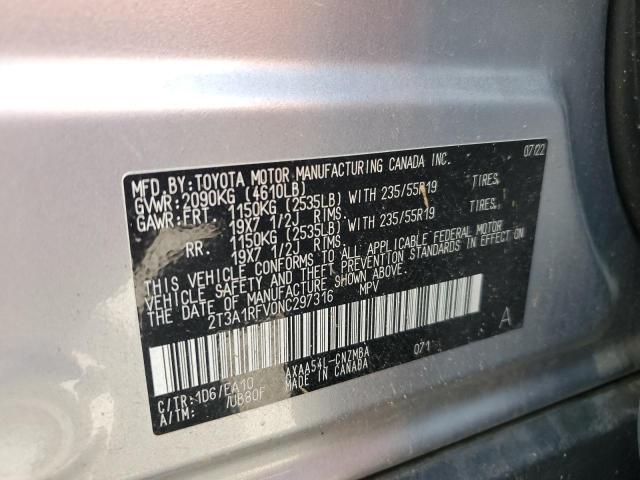 MFD. BY: TOYOTA MOTOR MANUFACTURING CANADA INC. 07/22
GVWR: 2090KG (4610LB)
GAWR: FRT. 1150KG (2535LB) WITH 235/55R19 TIRES,
19X7 1/2J RIMS.
RR. 1150KG (2535LB) WITH 235/55R19 TIRES,
19X7 1/2J RIMS.
THIS VEHICLE CONFORMS TO ALL APPLICABLE FEDERAL MOTOR
VEHICLE SAFETY AND THEFT PREVENTION STANDARDS IN EFFECT ON
THE DATE OF MANUFACTURE SHOWN ABOVE.
2T3A1RFV0NC297316 MPV
A
C/TR: 1D6/EA10 AXAA54L-CNZMBA 071
A/TM: /UB80F MADE IN CANADA